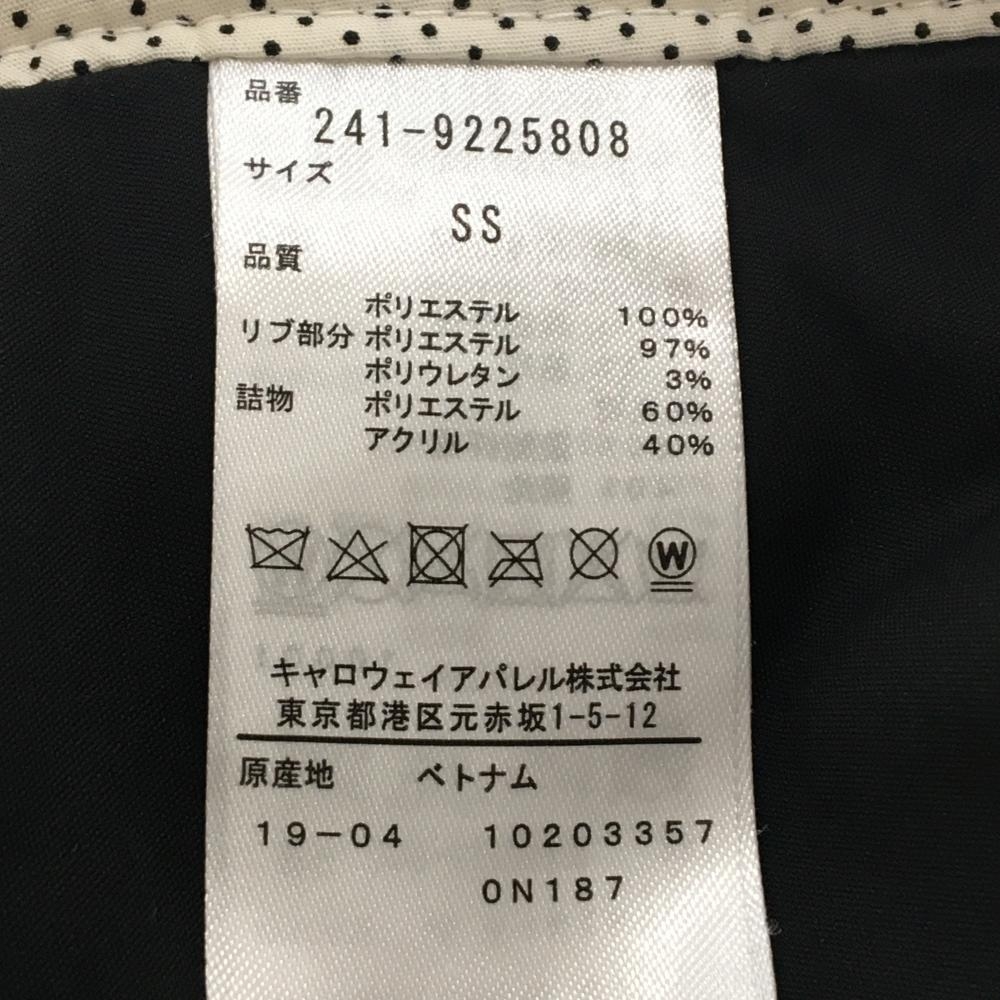 品番
241-9225808
サイズ
SS
品質
ポリエステル 100%
リブ部分 ポリエステル 97%
ポリウレタン 3%
詰物 ポリエステル 60%
アクリル 40%
W
キャロウェイアパレル株式会社
東京都港区元赤坂1-5-12
原産地 ベトナム
19-04 10203357
0N187